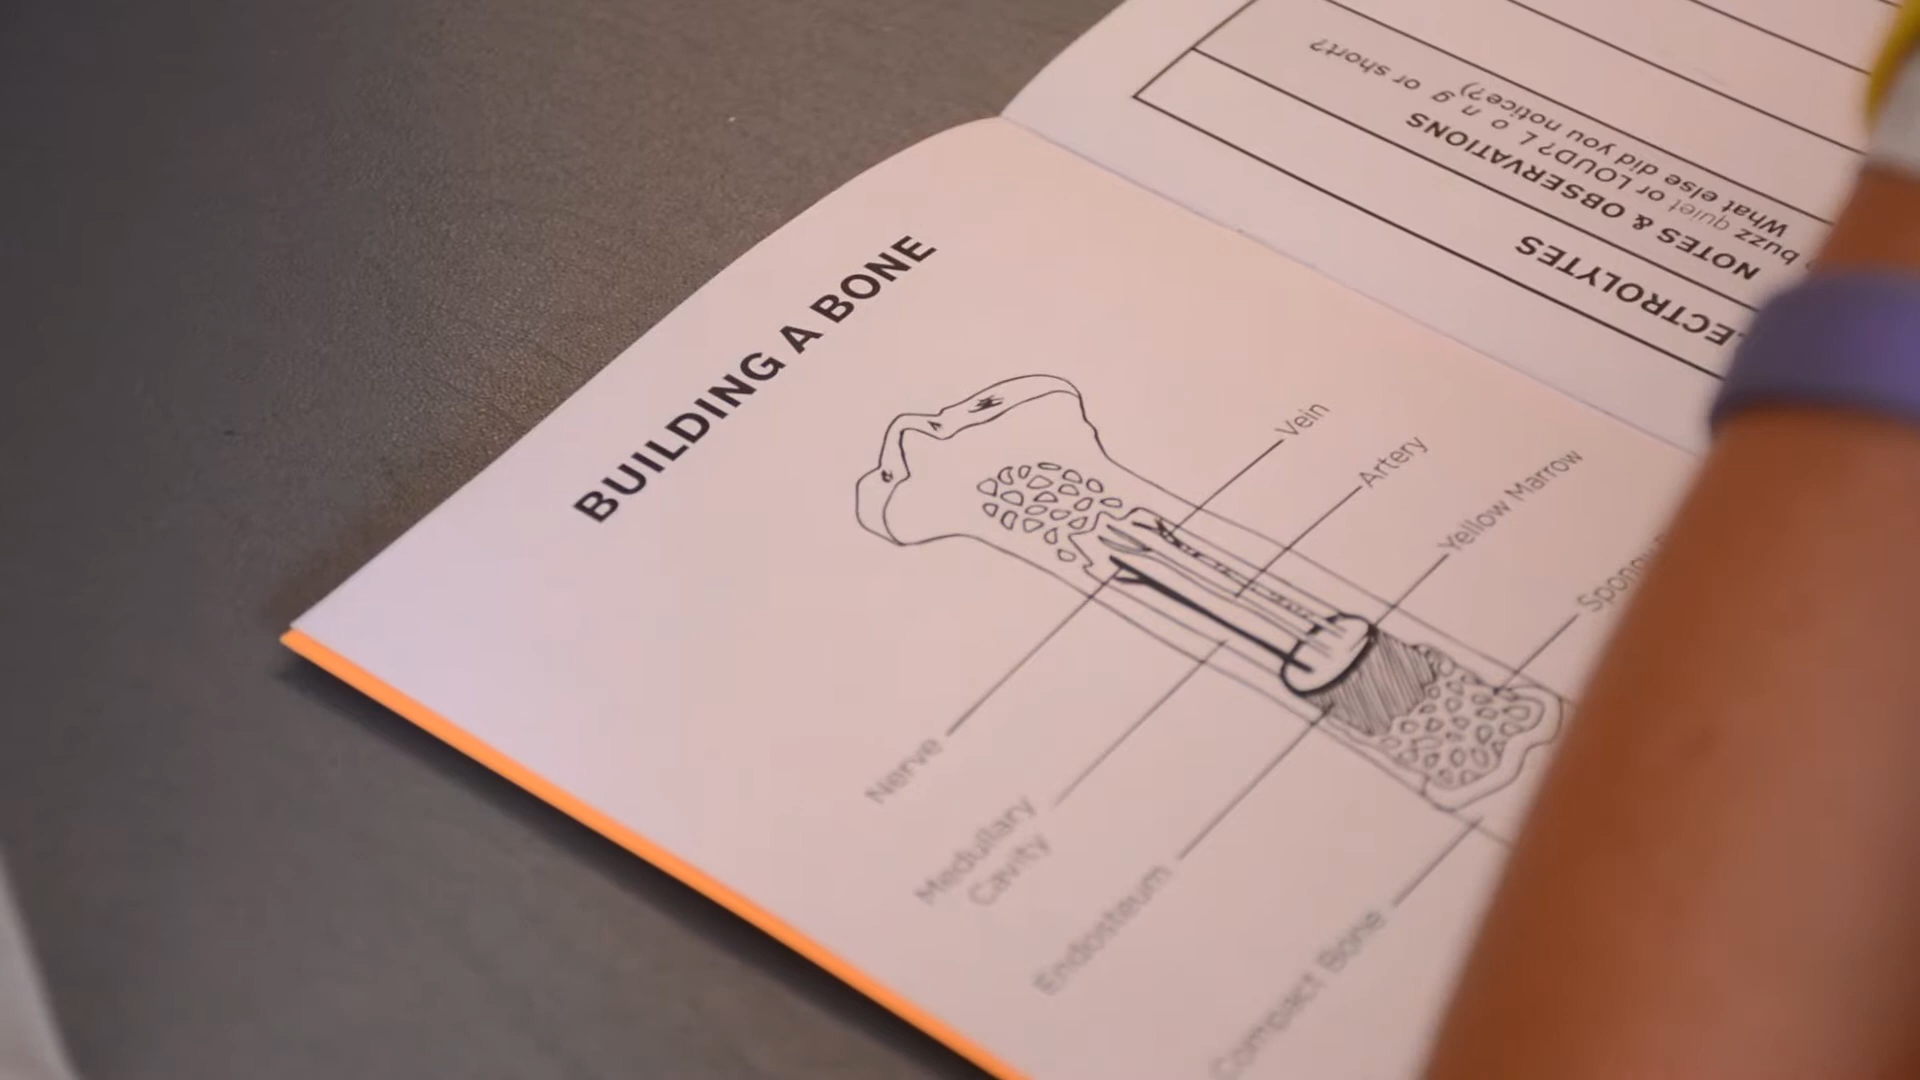 BUILDING A BONE
Vein
Artery
Yellow Marrow
Nerve
Medullary
Cavity
Endosteum
Compact Bone
NOTES & OBSERVATIONS
buzz quiet or LOUD? L o n g or short?
What else did you notice?)